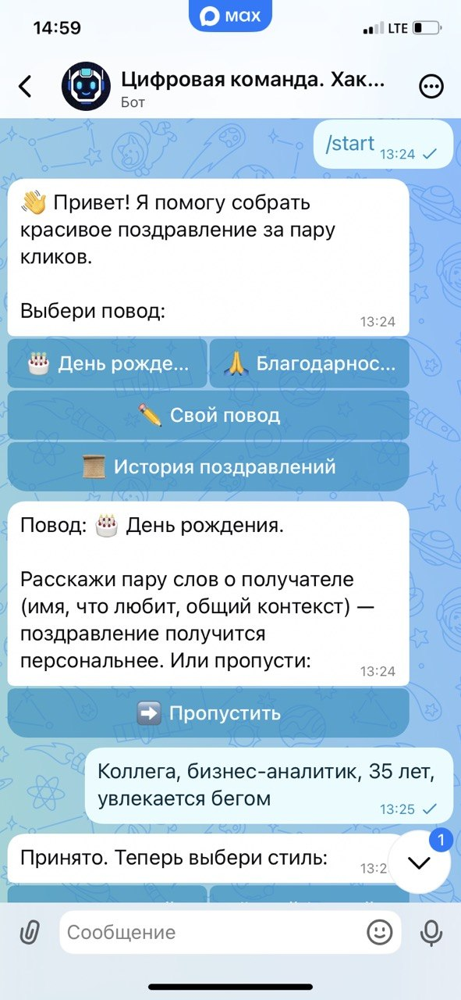 14:59
max
LTE
Цифровая команда. Хак...
Бот
/start 13:24
👋 Привет! Я помогу собрать
красивое поздравление за пару
кликов.
Выбери повод:
13:24
🎂 День рожде...
🙏 Благодарнос...
✏️ Свой повод
📜 История поздравлений
Повод: 🎂 День рождения.
Расскажи пару слов о получателе
(имя, что любит, общий контекст) —
поздравление получится
персональнее. Или пропусти:
13:24
➡️ Пропустить
Коллега, бизнес-аналитик, 35 лет,
увлекается бегом
13:25
1
Принято. Теперь выбери стиль:
Сообщение